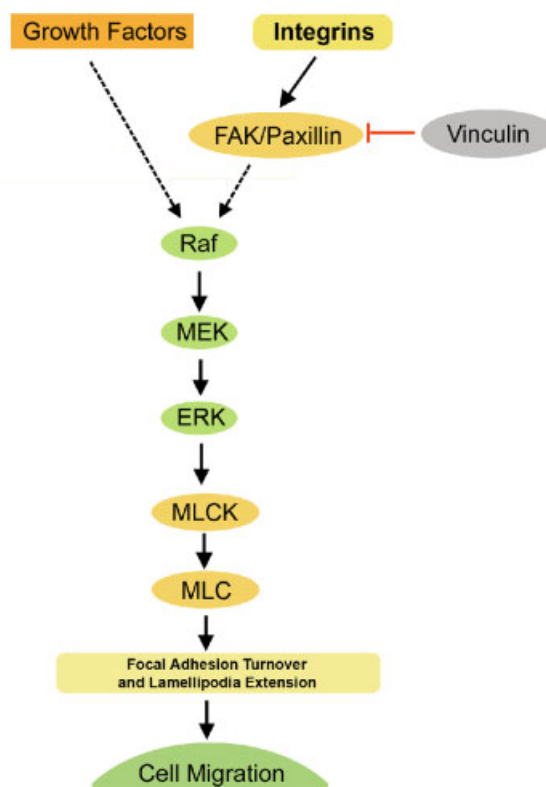 Growth Factors
Integrins
FAK/Paxillin
Vinculin
Raf
MEK
ERK
MLCK
MLC
Focal Adhesion Turnover
and Lamellipodia Extension
Cell Migration